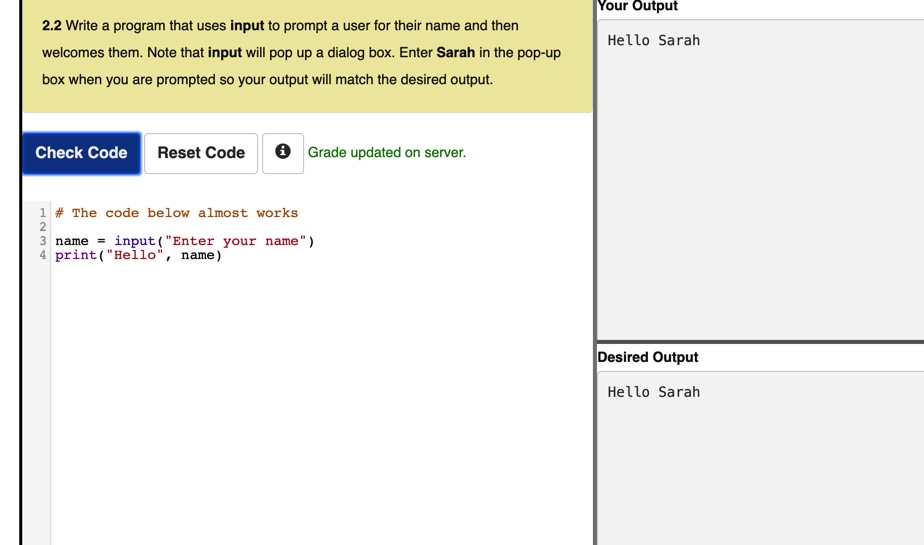 2.2 Write a program that uses input to prompt a user for their name and then
welcomes them. Note that input will pop up a dialog box. Enter Sarah in the pop-up
box when you are prompted so your output will match the desired output.
Check Code Reset Code Grade updated on server.
1 # The code below almost works
2
3 name = input("Enter your name")
4 print("Hello", name)
Your Output
Hello Sarah
Desired Output
Hello Sarah